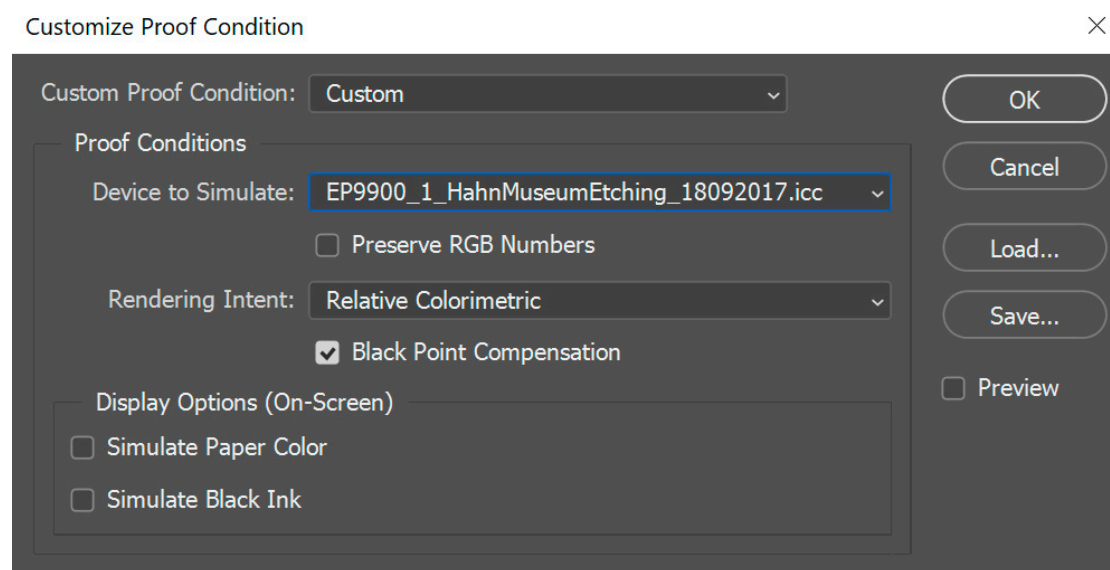 Customize Proof Condition
Custom Proof Condition: Custom
OK
Proof Conditions
Cancel
Device to Simulate: EP9900_1_HahnMuseumEtching_18092017.icc
Preserve RGB Numbers
Load...
Rendering Intent: Relative Colorimetric
Save...
Black Point Compensation
Preview
Display Options (On-Screen)
Simulate Paper Color
Simulate Black Ink